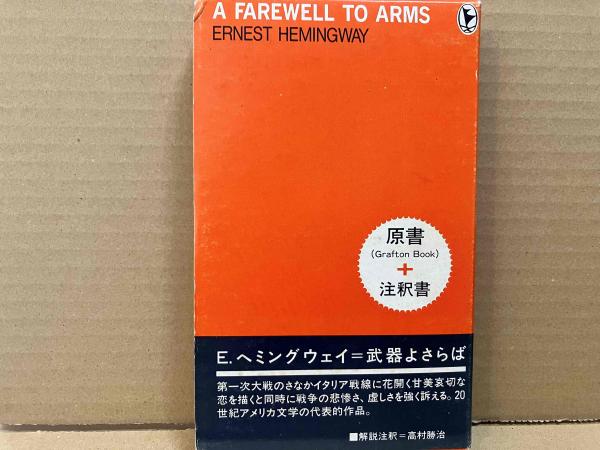 A FAREWELL TO ARMS
ERNEST HEMINGWAY
原書
(Grafton Book)
+
注釈書
E.ヘミングウェイ=武器よさらば
第一次大戦のさなかイタリア戦線に花開く甘美哀切な
恋を描くと同時に戦争の悲惨さ、虚しさを強く訴える。20
世紀アメリカ文学の代表的作品。
■解説注釈=高村勝治